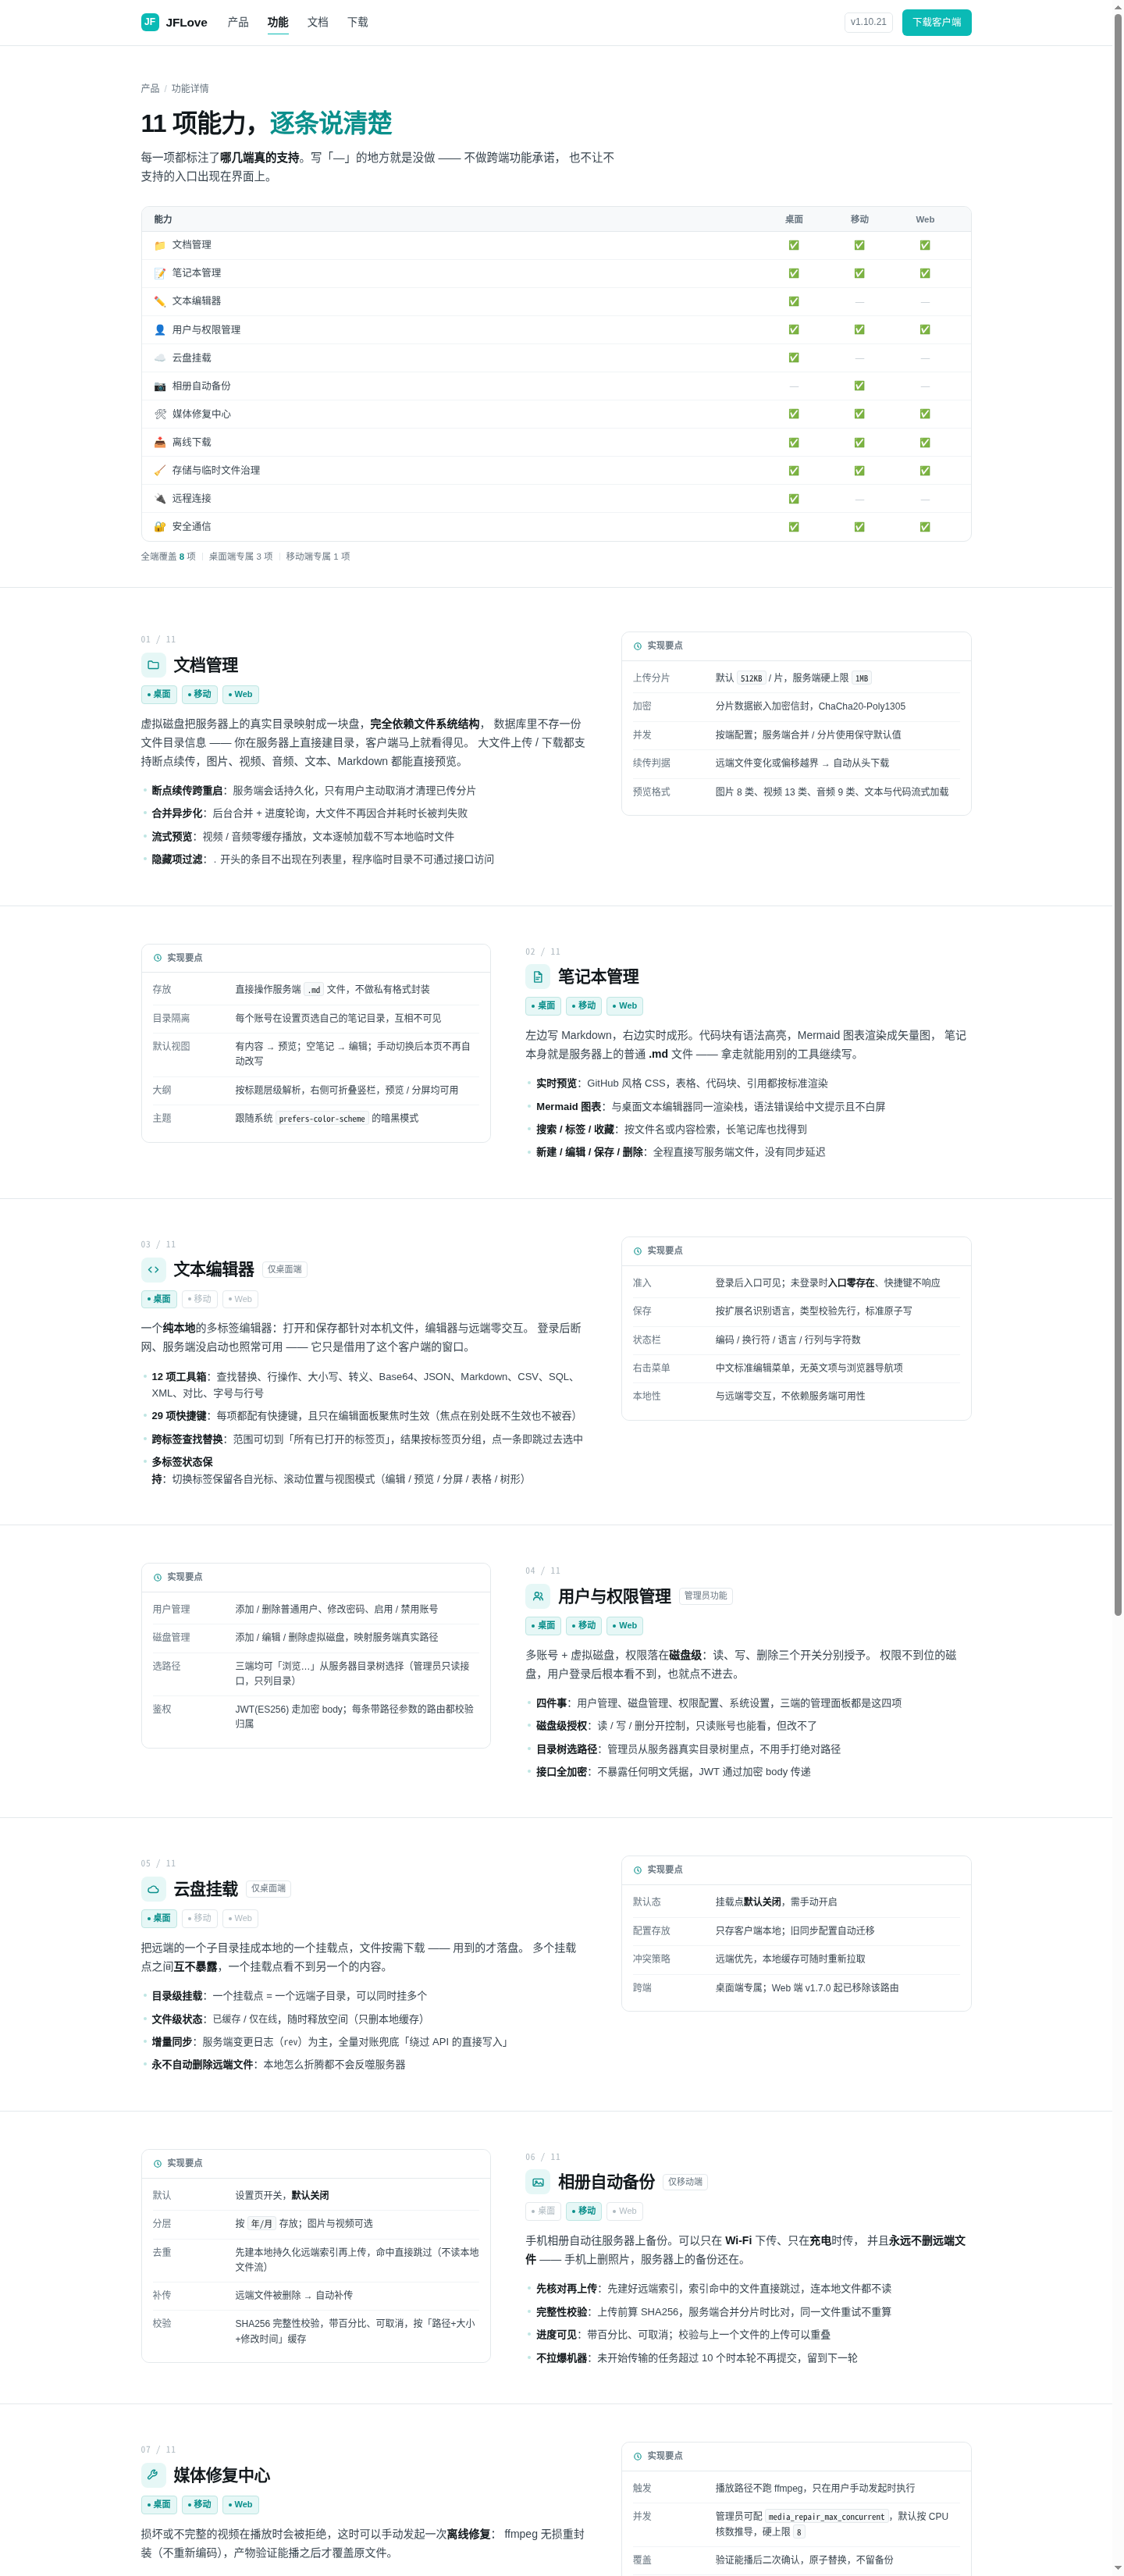 JF JFLove 产品 功能 文档 下载 v1.10.21 下载客户端
产品 / 功能详情
11 项能力，逐条说清楚
每一项都标注了哪几端真的支持。写「—」的地方就是没做 —— 不做跨端功能承诺， 也不让不
支持的入口出现在界面上。
能力 桌面 移动 Web
📁 文档管理 ✅ ✅ ✅
📝 笔记本管理 ✅ ✅ ✅
✏️ 文本编辑器 ✅ — —
👤 用户与权限管理 ✅ ✅ ✅
☁️ 云盘挂载 ✅ — —
📷 相册自动备份 — ✅ —
🛠 媒体修复中心 ✅ ✅ ✅
📥 离线下载 ✅ ✅ ✅
🧹 存储与临时文件治理 ✅ ✅ ✅
🔌 远程连接 ✅ — —
🔐 安全通信 ✅ ✅ ✅
全端覆盖 8 项 桌面端专属 3 项 移动端专属 1 项
01 / 11
文档管理
桌面 移动 Web
虚拟磁盘把服务器上的真实目录映射成一块盘，完全依赖文件系统结构， 数据库里不存一份
文件目录信息 —— 你在服务器上直接建目录，客户端马上就看得见。 大文件上传 / 下载都支
持断点续传，图片、视频、音频、文本、Markdown 都能直接预览。
断点续传跨重启：服务端会话持久化，只有用户主动取消才清理已传分片
合并异步化：后台合并 + 进度轮询，大文件不再因合并耗时长被判失败
流式预览：视频 / 音频零缓存播放，文本逐帧加载不写本地临时文件
隐藏项过滤：. 开头的条目不出现在列表里，程序临时目录不可通过接口访问
实现要点
上传分片 默认 512KB / 片，服务端硬上限 1MB
加密 分片数据嵌入加密信封，ChaCha20-Poly1305
并发 按端配置；服务端合并 / 分片使用保守默认值
续传判据 远端文件变化或偏移越界 → 自动从头下载
预览格式 图片 8 类、视频 13 类、音频 9 类、文本与代码流式加载
实现要点
存放 直接操作服务端 .md 文件，不做私有格式封装
目录隔离 每个账号在设置页选自己的笔记目录，互相不可见
默认视图 有内容 → 预览；空笔记 → 编辑；手动切换后本页不再自
动改写
大纲 按标题层级解析，右侧可折叠竖栏，预览 / 分屏均可用
主题 跟随系统 prefers-color-scheme 的暗黑模式
02 / 11
笔记本管理
桌面 移动 Web
左边写 Markdown，右边实时成形。代码块有语法高亮，Mermaid 图表渲染成矢量图， 笔记
本身就是服务器上的普通 .md 文件 —— 拿走就能用别的工具继续写。
实时预览：GitHub 风格 CSS，表格、代码块、引用都按标准渲染
Mermaid 图表：与桌面文本编辑器同一渲染栈，语法错误给中文提示且不白屏
搜索 / 标签 / 收藏：按文件名或内容检索，长笔记库也找得到
新建 / 编辑 / 保存 / 删除：全程直接写服务端文件，没有同步延迟
03 / 11
文本编辑器 仅桌面端
桌面 移动 Web
一个纯本地的多标签编辑器：打开和保存都针对本机文件，编辑器与远端零交互。 登录后断
网、服务端没启动也照常可用 —— 它只是借用了这个客户端的窗口。
12 项工具箱：查找替换、行操作、大小写、转义、Base64、JSON、Markdown、CSV、SQL、
XML、对比、字号与行号
29 项快捷键：每项都配有快捷键，且只在编辑面板聚焦时生效（焦点在别处既不生效也不被吞）
跨标签查找替换：范围可切到「所有已打开的标签页」，结果按标签页分组，点一条即跳过去选中
多标签状态保
持：切换标签保留各自光标、滚动位置与视图模式（编辑 / 预览 / 分屏 / 表格 / 树形）
实现要点
准入 登录后入口可见；未登录时入口零存在、快捷键不响应
保存 按扩展名识别语言，类型校验先行，标准原子写
状态栏 编码 / 换行符 / 语言 / 行列与字符数
右击菜单 中文标准编辑菜单，无英文项与浏览器导航项
本地性 与远端零交互，不依赖服务端可用性
实现要点
用户管理 添加 / 删除普通用户、修改密码、启用 / 禁用账号
磁盘管理 添加 / 编辑 / 删除虚拟磁盘，映射服务端真实路径
选路径 三端均可「浏览…」从服务器目录树选择（管理员只读接
口，只列目录）
鉴权 JWT(ES256) 走加密 body；每条带路径参数的路由都校验
归属
04 / 11
用户与权限管理 管理员功能
桌面 移动 Web
多账号 + 虚拟磁盘，权限落在磁盘级：读、写、删除三个开关分别授予。 权限不到位的磁
盘，用户登录后根本看不到，也就点不进去。
四件事：用户管理、磁盘管理、权限配置、系统设置，三端的管理面板都是这四项
磁盘级授权：读 / 写 / 删分开控制，只读账号也能看，但改不了
目录树选路径：管理员从服务器真实目录树里点，不用手打绝对路径
接口全加密：不暴露任何明文凭据，JWT 通过加密 body 传递
05 / 11
云盘挂载 仅桌面端
桌面 移动 Web
把远端的一个子目录挂成本地的一个挂载点，文件按需下载 —— 用到的才落盘。 多个挂载
点之间互不暴露，一个挂载点看不到另一个的内容。
目录级挂载：一个挂载点 = 一个远端子目录，可以同时挂多个
文件级状态：已缓存 / 仅在线，随时释放空间（只删本地缓存）
增量同步：服务端变更日志（rev）为主，全量对账兜底「绕过 API 的直接写入」
永不自动删除远端文件：本地怎么折腾都不会反噬服务器
实现要点
默认态 挂载点默认关闭，需手动开启
配置存放 只存客户端本地；旧同步配置自动迁移
冲突策略 远端优先，本地缓存可随时重新拉取
跨端 桌面端专属；Web 端 v1.7.0 起已移除该路由
实现要点
默认 设置页开关，默认关闭
分层 按 年/月 存放；图片与视频可选
去重 先建本地持久化远端索引再上传，命中直接跳过（不读本地
文件流）
补传 远端文件被删除 → 自动补传
校验 SHA256 完整性校验，带百分比、可取消，按「路径+大小
+修改时间」缓存
06 / 11
相册自动备份 仅移动端
桌面 移动 Web
手机相册自动往服务器上备份。可以只在 Wi-Fi 下传、只在充电时传， 并且永远不删远端文
件 —— 手机上删照片，服务器上的备份还在。
先核对再上传：先建好远端索引，索引命中的文件直接跳过，连本地文件都不读
完整性校验：上传前算 SHA256，服务端合并分片时比对，同一文件重试不重算
进度可见：带百分比、可取消；校验与上一个文件的上传可以重叠
不拉爆机器：未开始传输的任务超过 10 个时本轮不再提交，留到下一轮
07 / 11
媒体修复中心
桌面 移动 Web
损坏或不完整的视频在播放时会被拒绝，这时可以手动发起一次离线修复： ffmpeg 无损重封
装（不重新编码），产物验证能播之后才覆盖原文件。
实现要点
触发 播放路径不跑 ffmpeg，只在用户手动发起时执行
并发 管理员可配 media_repair_max_concurrent，默认按 CPU
核数推导，硬上限 8
覆盖 验证能播后二次确认，原子替换，不留备份